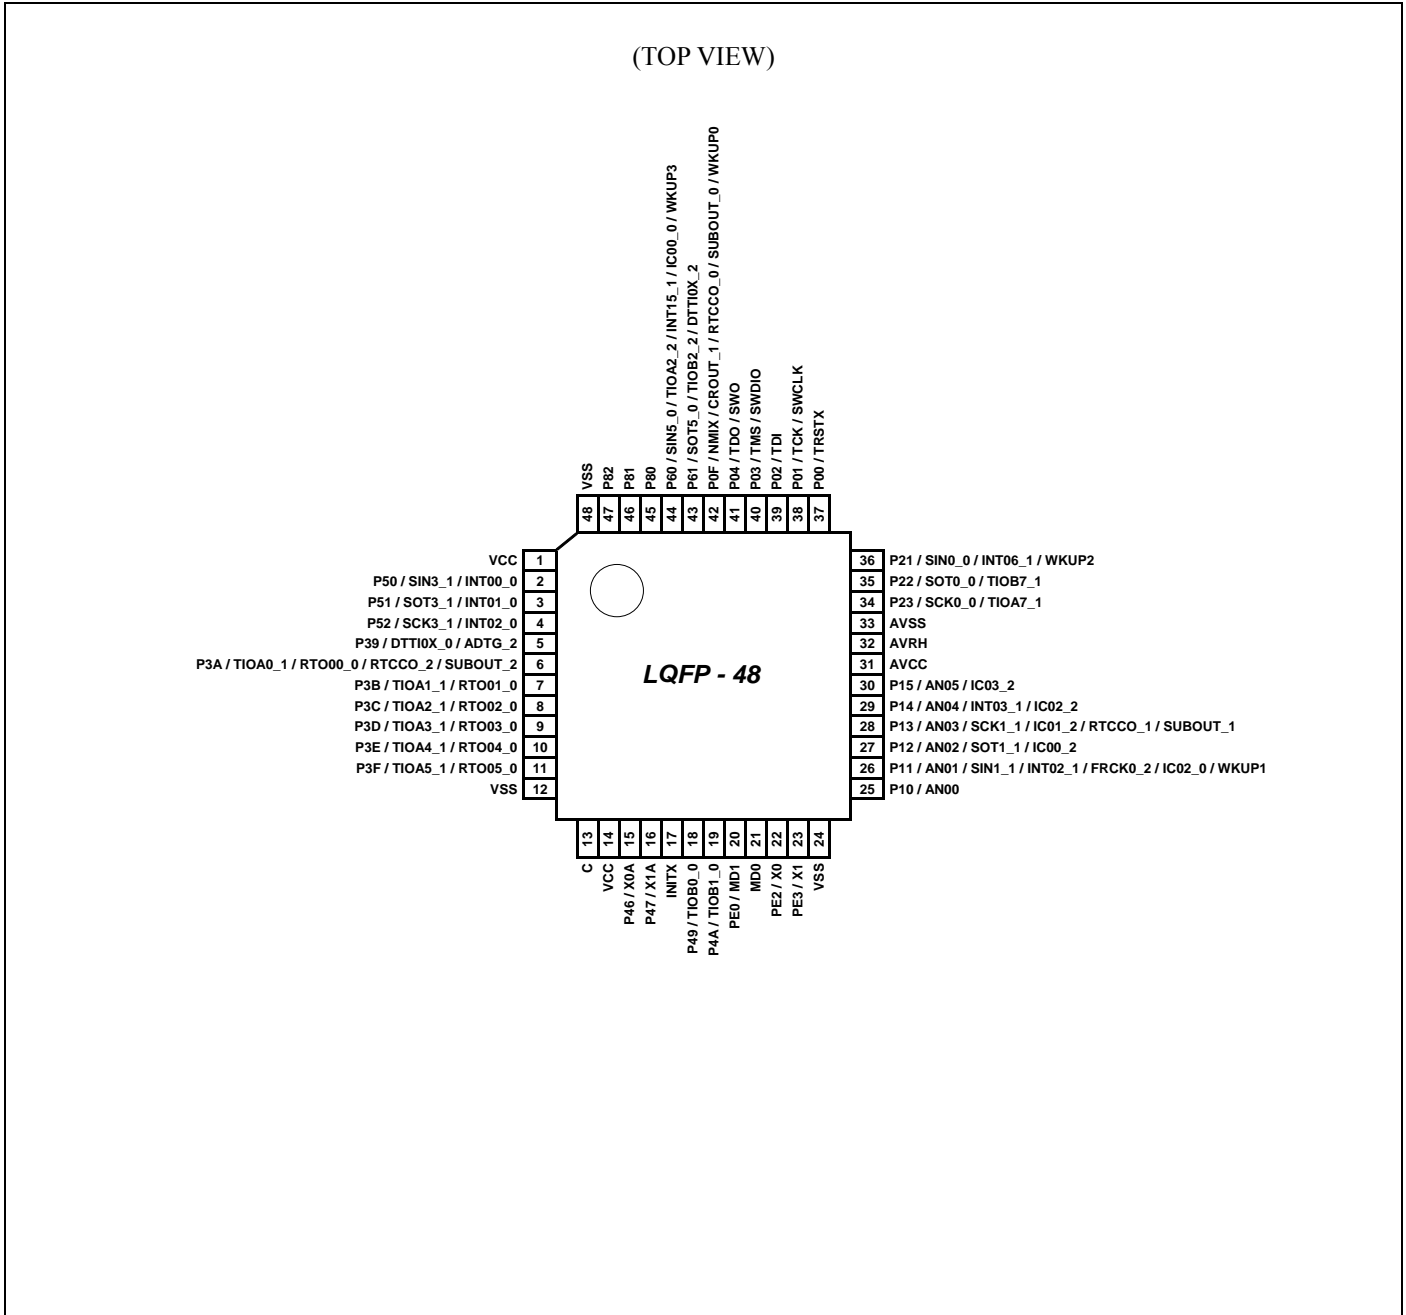 (TOP VIEW)
VSS
P82
P81
P80
P60 / SIN5_0 / TIOA2_2 / INT15_1 / IC00_0 / WKUP3
P61 / SOT5_0 / TIOB2_2 / DTTI0X_2
P0F / NMIX / CROUT_1 / RTCCO_0 / SUBOUT_0 / WKUP0
P04 / TDO / SWO
P03 / TMS / SWDIO
P02 / TDI
P01 / TCK / SWCLK
P00 / TRSTX
48
47
46
45
44
43
42
41
40
39
38
37
VCC 1
P50 / SIN3_1 / INT00_0 2
P51 / SOT3_1 / INT01_0 3
P52 / SCK3_1 / INT02_0 4
P39 / DTTI0X_0 / ADTG_2 5
P3A / TIOA0_1 / RTO00_0 / RTCCO_2 / SUBOUT_2 6
P3B / TIOA1_1 / RTO01_0 7
P3C / TIOA2_1 / RTO02_0 8
P3D / TIOA3_1 / RTO03_0 9
P3E / TIOA4_1 / RTO04_0 10
P3F / TIOA5_1 / RTO05_0 11
VSS 12
LQFP - 48
36 P21 / SIN0_0 / INT06_1 / WKUP2
35 P22 / SOT0_0 / TIOB7_1
34 P23 / SCK0_0 / TIOA7_1
33 AVSS
32 AVRH
31 AVCC
30 P15 / AN05 / IC03_2
29 P14 / AN04 / INT03_1 / IC02_2
28 P13 / AN03 / SCK1_1 / IC01_2 / RTCCO_1 / SUBOUT_1
27 P12 / AN02 / SOT1_1 / IC00_2
26 P11 / AN01 / SIN1_1 / INT02_1 / FRCK0_2 / IC02_0 / WKUP1
25 P10 / AN00
13
14
15
16
17
18
19
20
21
22
23
24
C
VCC
P46 / X0A
P47 / X1A
INITX
P49 / TIOB0_0
P4A / TIOB1_0
PE0 / MD1
MD0
PE2 / X0
PE3 / X1
VSS